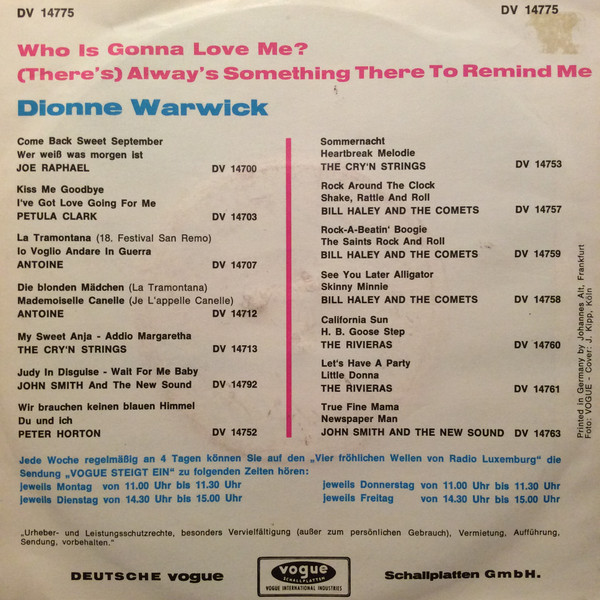 DV 14775 DV 14775
Who Is Gonna Love Me?
(There's) Alway's Something There To Remind Me
Dionne Warwick
Come Back Sweet September
Wer weiß was morgen ist
JOE RAPHAEL DV 14700
Kiss Me Goodbye
I've Got Love Going For Me
PETULA CLARK DV 14703
La Tramontana (18. Festival San Remo)
Io Voglio Andare In Guerra
ANTOINE DV 14707
Die blonden Mädchen (La Tramontana)
Mademoiselle Canelle (Je L'appelle Canelle)
ANTOINE DV 14712
My Sweet Anja - Addio Margaretha
THE CRY'N STRINGS DV 14713
Judy In Disguise - Wait For Me Baby
JOHN SMITH And The New Sound DV 14792
Wir brauchen keinen blauen Himmel
Du und ich
PETER HORTON DV 14752
Sommernacht
Heartbreak Melodie
THE CRY'N STRINGS DV 14753
Rock Around The Clock
Shake, Rattle And Roll
BILL HALEY AND THE COMETS DV 14757
Rock-A-Beatin' Boogie
The Saints Rock And Roll
BILL HALEY AND THE COMETS DV 14759
See You Later Alligator
Skinny Minnie
BILL HALEY AND THE COMETS DV 14758
California Sun
H. B. Goose Step
THE RIVIERAS DV 14760
Let's Have A Party
Little Donna
THE RIVIERAS DV 14761
True Fine Mama
Newspaper Man
JOHN SMITH AND THE NEW SOUND DV 14763
Printed in Germany by Johannes Alt, Frankfurt
Foto: VOGUE - Cover: J. Kipp, Köln
Jede Woche regelmäßig an 4 Tagen können Sie auf den „Vier fröhlichen Wellen von Radio Luxemburg" die
Sendung „VOGUE STEIGT EIN" zu folgenden Zeiten hören:
jeweils Montag von 11.00 Uhr bis 11.30 Uhr jeweils Donnerstag von 11.00 Uhr bis 11.30 Uhr
jeweils Dienstag von 14.30 Uhr bis 15.00 Uhr jeweils Freitag von 14.30 Uhr bis 15.00 Uhr
„Urheber- und Leistungsschutzrechte, besonders Vervielfältigung (außer zum persönlichen Gebrauch), Vermietung, Aufführung,
Sendung, vorbehalten."
DEUTSCHE vogue vogue Schallplatten GmbH.
SCHALLPLATTEN
VOGUE INTERNATIONAL INDUSTRIES